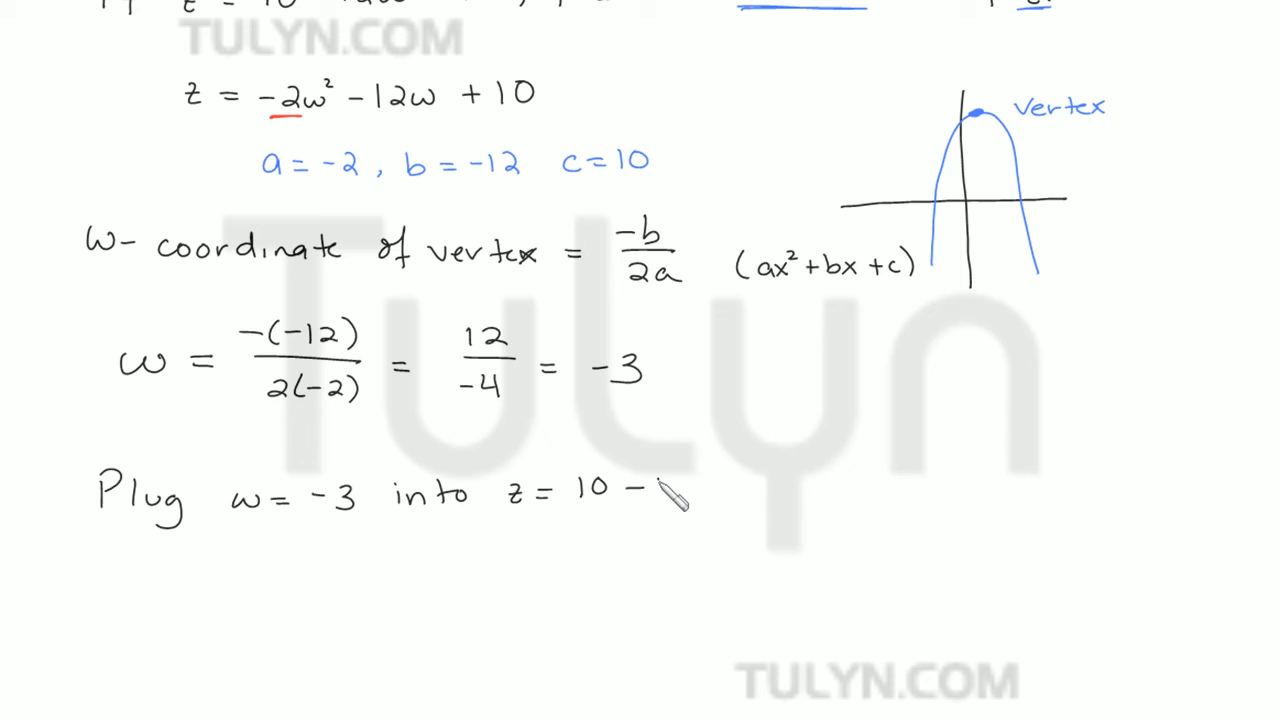 TULYN.COM
z = -2w² - 12w + 10
vertex
a = -2, b = -12 c = 10
w- coordinate of vertex = -b/2a (ax² + bx + c)
w = -(-12)/2(-2) = 12/-4 = -3
Plug w = -3 into z = 10 -
TuLyn
TULYN.COM